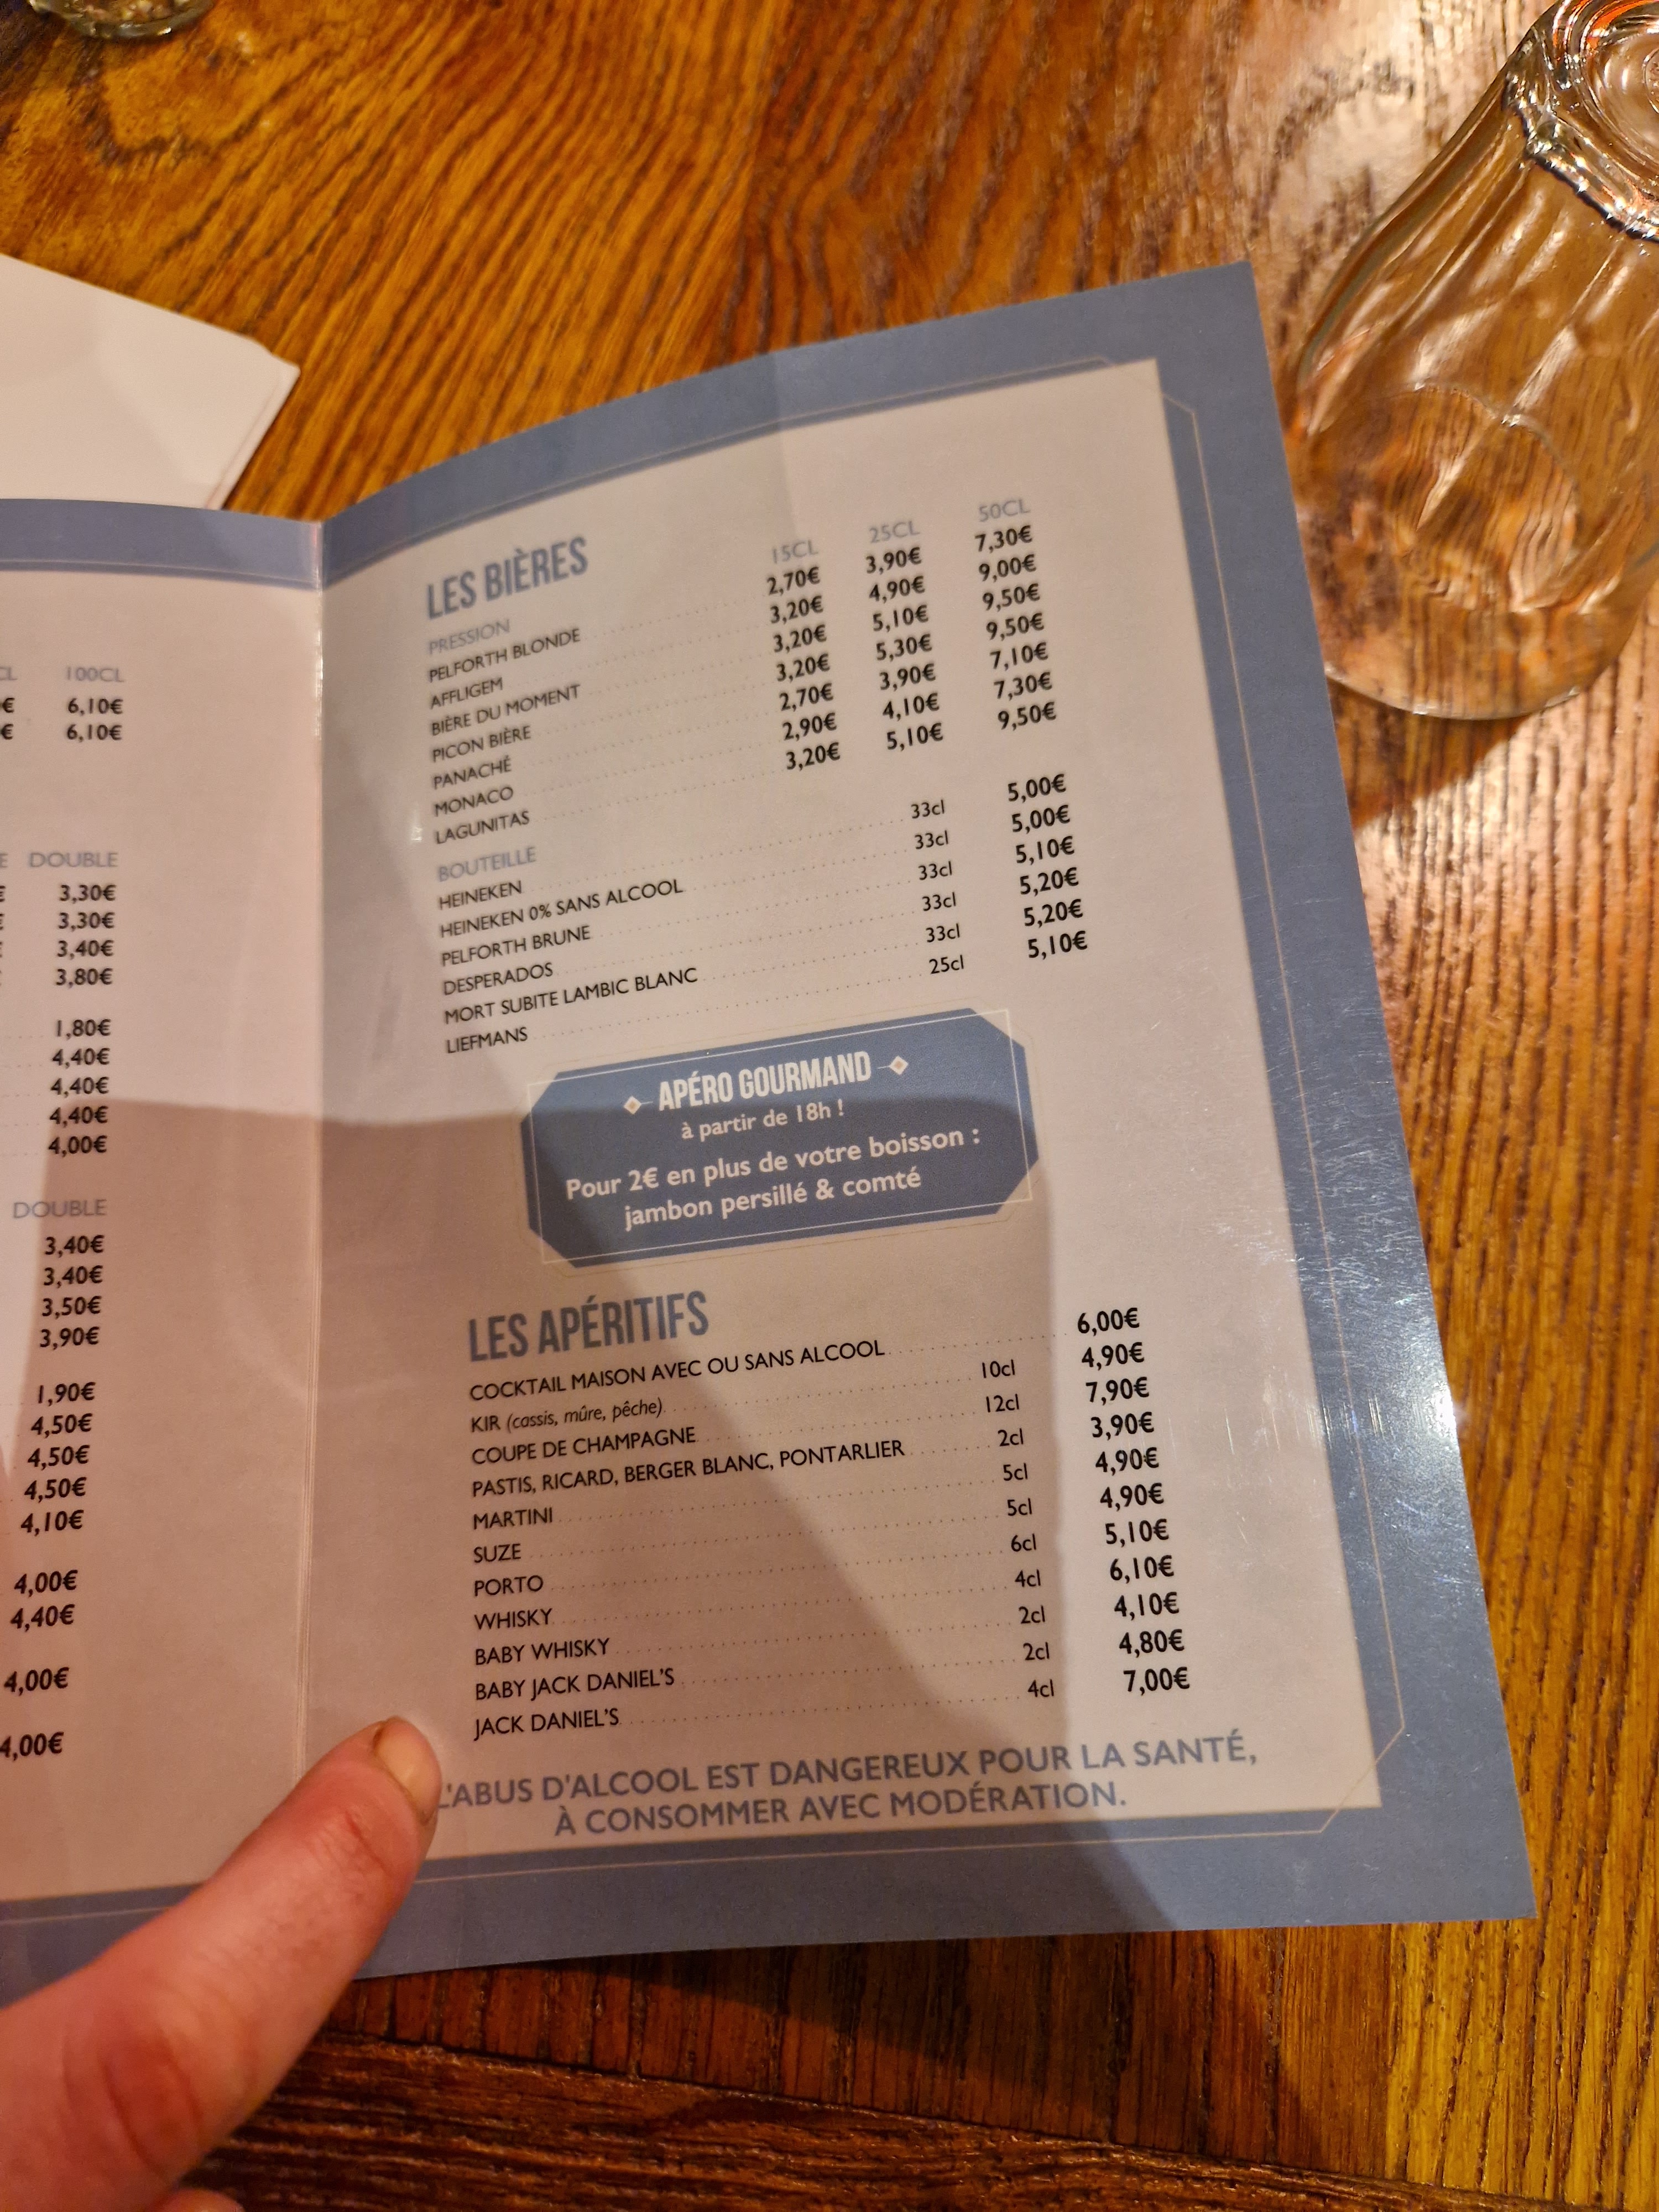 CL 100CL
€ 6,10€
€ 6,10€
E DOUBLE
€ 3,30€
€ 3,30€
3,40€
3,80€
1,80€
4,40€
4,40€
4,40€
4,00€
DOUBLE
3,40€
3,40€
3,50€
3,90€
1,90€
4,50€
4,50€
4,50€
4,10€
4,00€
4,40€
4,00€
4,00€
LES BIÈRES
PRESSION 15CL 25CL 50CL
PELFORTH BLONDE 2,70€ 3,90€ 7,30€
AFFLIGEM 3,20€ 4,90€ 9,00€
BIÈRE DU MOMENT 3,20€ 5,10€ 9,50€
PICON BIÈRE 3,20€ 5,30€ 9,50€
PANACHÉ 2,70€ 3,90€ 7,10€
MONACO 2,90€ 4,10€ 7,30€
LAGUNITAS 3,20€ 5,10€ 9,50€
BOUTEILLE
HEINEKEN 33cl 5,00€
HEINEKEN 0% SANS ALCOOL 33cl 5,00€
PELFORTH BRUNE 33cl 5,10€
DESPERADOS 33cl 5,20€
MORT SUBITE LAMBIC BLANC 33cl 5,20€
LIEFMANS 25cl 5,10€
APÉRO GOURMAND
à partir de 18h !
Pour 2€ en plus de votre boisson :
jambon persillé & comté
LES APÉRITIFS
COCKTAIL MAISON AVEC OU SANS ALCOOL 6,00€
KIR (cassis, mûre, pêche) 10cl 4,90€
COUPE DE CHAMPAGNE 12cl 7,90€
PASTIS, RICARD, BERGER BLANC, PONTARLIER 2cl 3,90€
MARTINI 5cl 4,90€
SUZE 5cl 4,90€
PORTO 6cl 5,10€
WHISKY 4cl 6,10€
BABY WHISKY 2cl 4,10€
BABY JACK DANIEL'S 2cl 4,80€
JACK DANIEL'S 4cl 7,00€
L'ABUS D'ALCOOL EST DANGEREUX POUR LA SANTÉ,
À CONSOMMER AVEC MODÉRATION.